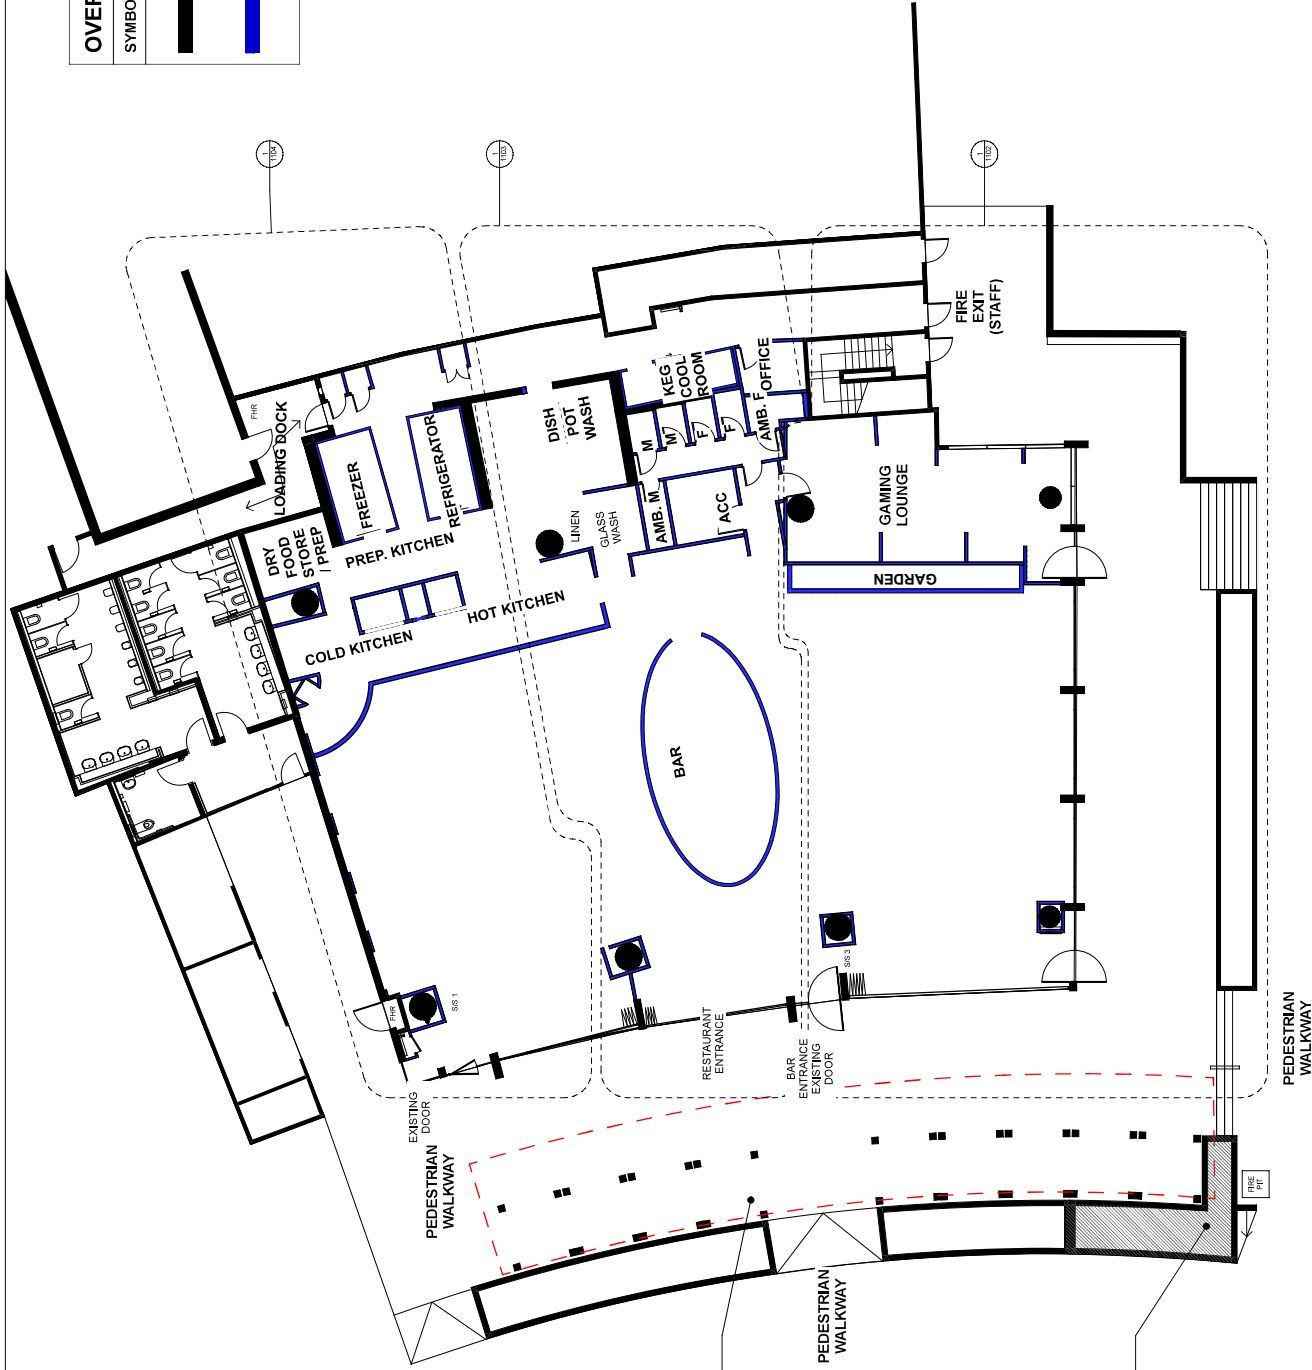 OVER
SYMBO
1
1104
1
1103
1
1102
FHR
LOADING DOCK
FREEZER
REFRIGERATOR
DRY
FOOD
STORE
/ PREP
PREP. KITCHEN
COLD KITCHEN
HOT KITCHEN
DISH
POT
WASH
LINEN
GLASS
WASH
KEG
COOL
ROOM
OFFICE
AMB. F
M
M
F
F
AMB. M
ACC
FIRE
EXIT
(STAFF)
GAMING
LOUNGE
GARDEN
BAR
S/S 1
FHR
S/S 3
RESTAURANT
ENTRANCE
BAR
ENTRANCE
EXISTING
DOOR
EXISTING
DOOR
PEDESTRIAN
WALKWAY
PEDESTRIAN
WALKWAY
PEDESTRIAN
WALKWAY
FIRE
PIT